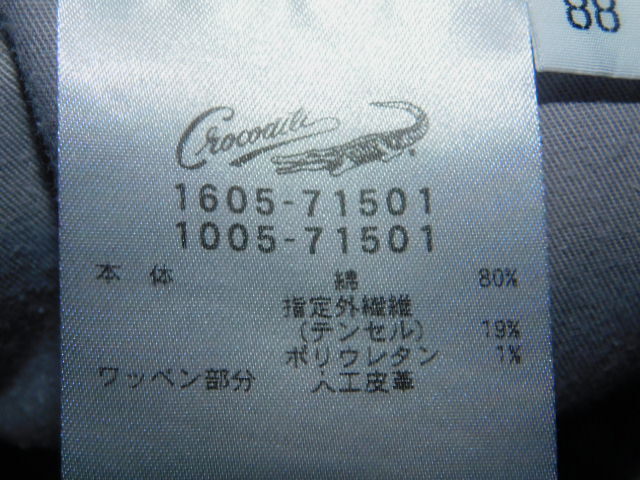 88
Crocodile
1605-71501
1005-71501
本体 綿 80%
指定外繊維
(テンセル) 19%
ポリウレタン 1%
ワッペン部分 人工皮革